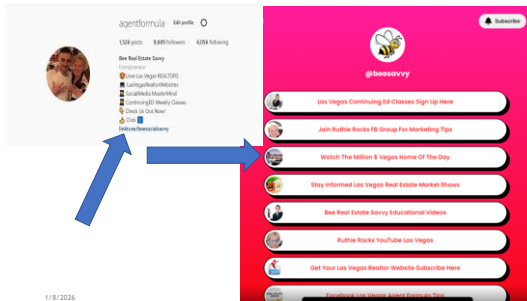 agentformula Edit profile
1,526 posts 8,609 followers 6,056 following
Bee Real Estate Savvy
Entrepreneur
Love Las Vegas REALTORS
LasVegasRealtorWebsites
SocialMedia MasterMind
ContinuingED Weekly Classes
Check Us Out Now!
Click
linktr.ee/beesocialsavvy
Subscribe
@beesavvy
Las Vegas Continuing Ed Classes Sign Up Here
Join Ruthie Rocks FB Group For Marketing Tips
Watch The Million $ Vegas Home Of The Day
Stay Informed Las Vegas Real Estate Market Shows
Bee Real Estate Savvy Educational Videos
Ruthie Rocks YouTube Las Vegas
Get Your Las Vegas Realtor Website Subscribe Here
Facebook Las Vegas Agent Formula Tips
1/8/2026